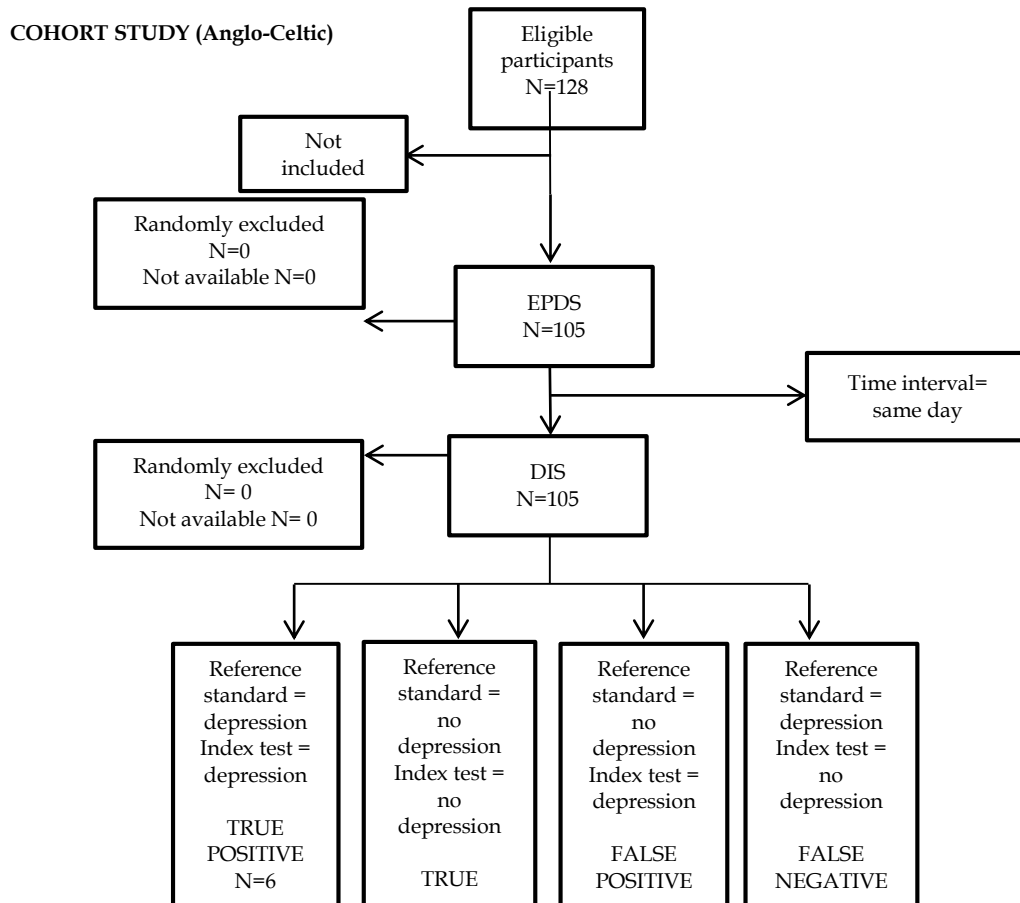 COHORT STUDY (Anglo-Celtic)
Eligible
participants
N=128
Not
included
Randomly excluded
N=0
Not available N=0
EPDS
N=105
Time interval=
same day
Randomly excluded
N= 0
Not available N= 0
DIS
N=105
Reference
standard =
depression
Index test =
depression
TRUE
POSITIVE
N=6
Reference
standard =
no
depression
Index test =
no
depression
TRUE
Reference
standard =
no
depression
Index test =
depression
FALSE
POSITIVE
Reference
standard =
depression
Index test =
no
depression
FALSE
NEGATIVE